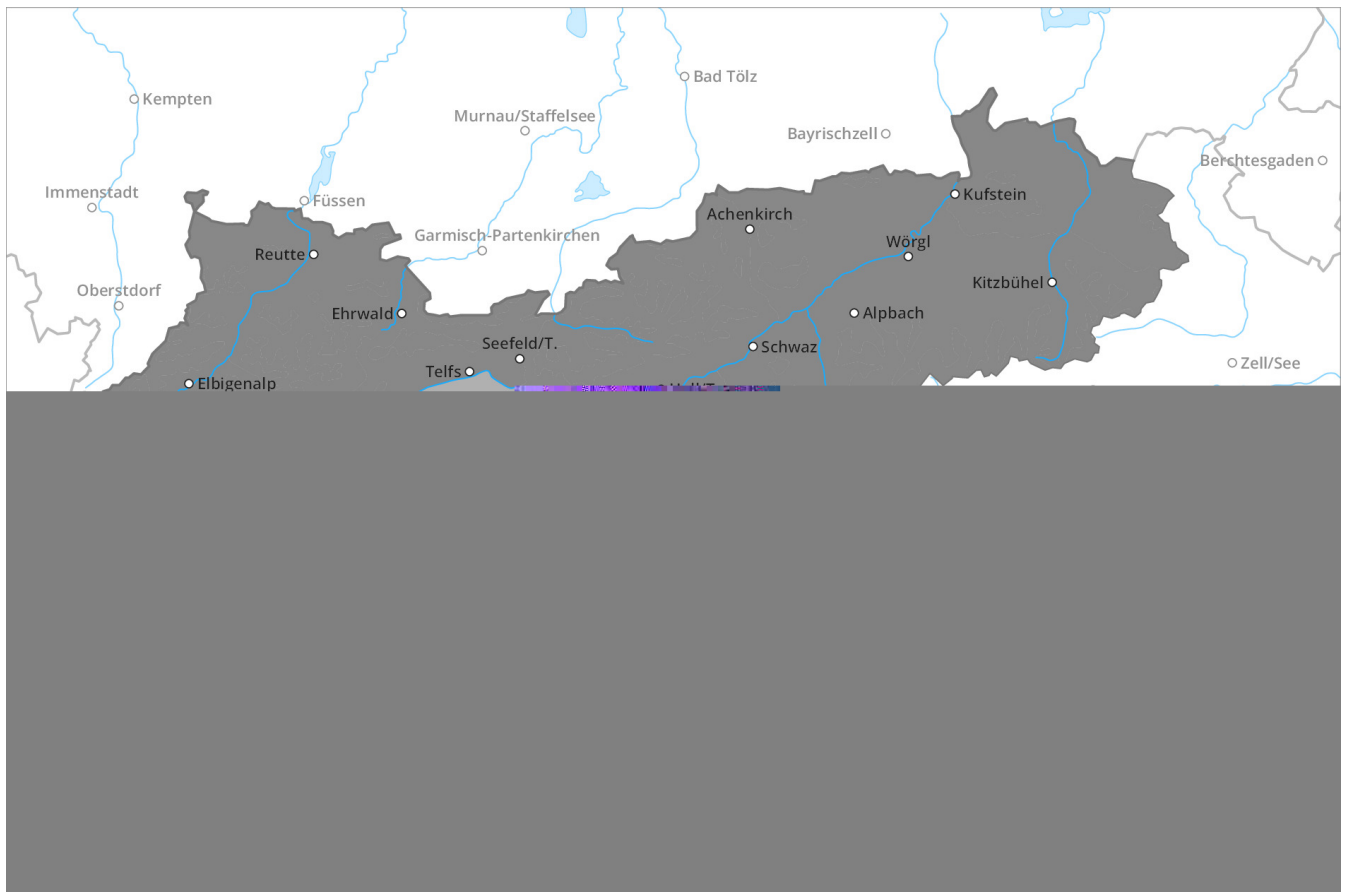 Bad Tölz
Kempten
Murnau/Staffelsee
Bayrischzell
Berchtesgaden
Immenstadt
Kufstein
Füssen
Achenkirch
Garmisch-Partenkirchen
Wörgl
Reutte
Kitzbühel
Oberstdorf
Ehrwald
Alpbach
Seefeld/T.
Schwaz
Zell/See
Telfs
Elbigenalp